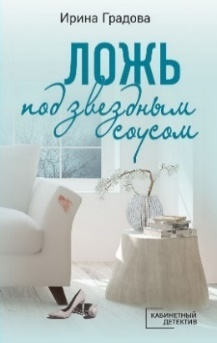 Ирина Градова
ЛОЖЬ
под звездным
соусом
КАБИНЕТНЫЙ
ДЕТЕКТИВ